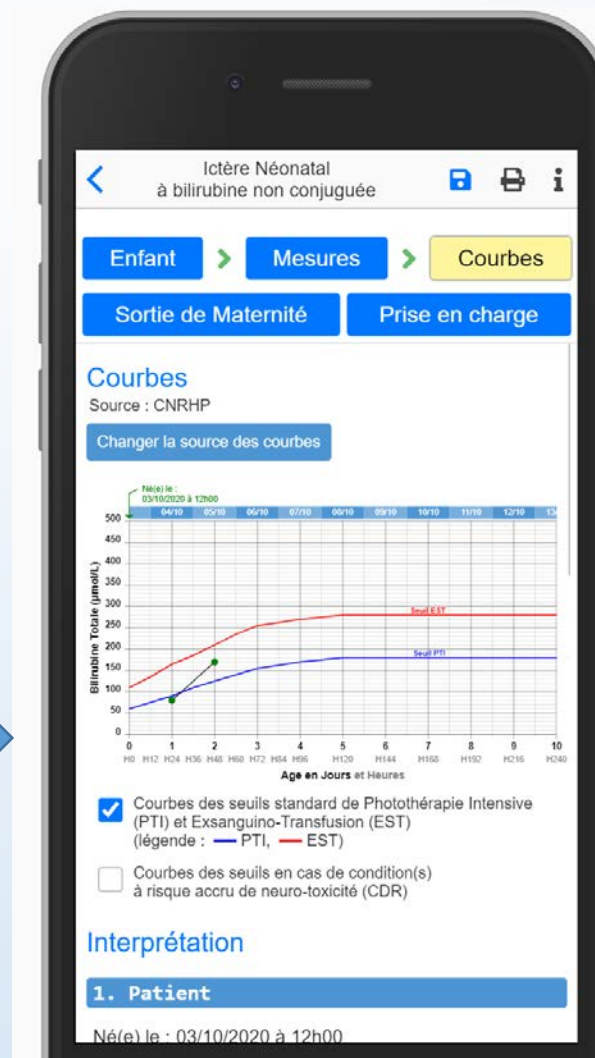 Ictère Néonatal
à bilirubine non conjuguée
Enfant
Mesures
Courbes
Sortie de Maternité
Prise en charge
Courbes
Source : CNRHP
Changer la source des courbes
Né(e) le :
03/10/2020 à 12h00
04/10 05/10 06/10 07/10 08/10 09/10 10/10 11/10 12/10
500
450
400
350
300
250
200
150
100
50
0
Bilirubine Totale (µmol/L)
Seuil EST
Seuil PTI
0 1 2 3 4 5 6 7 8 9 10
H0 H12 H24 H36 H48 H60 H72 H84 H96 H120 H144 H168 H192 H216 H240
Age en Jours et Heures
Courbes des seuils standard de Photothérapie Intensive
(PTI) et Exsanguino-Transfusion (EST)
(légende : PTI, EST)
Courbes des seuils en cas de condition(s)
à risque accru de neuro-toxicité (CDR)
Interprétation
1. Patient
Né(e) le : 03/10/2020 à 12h00